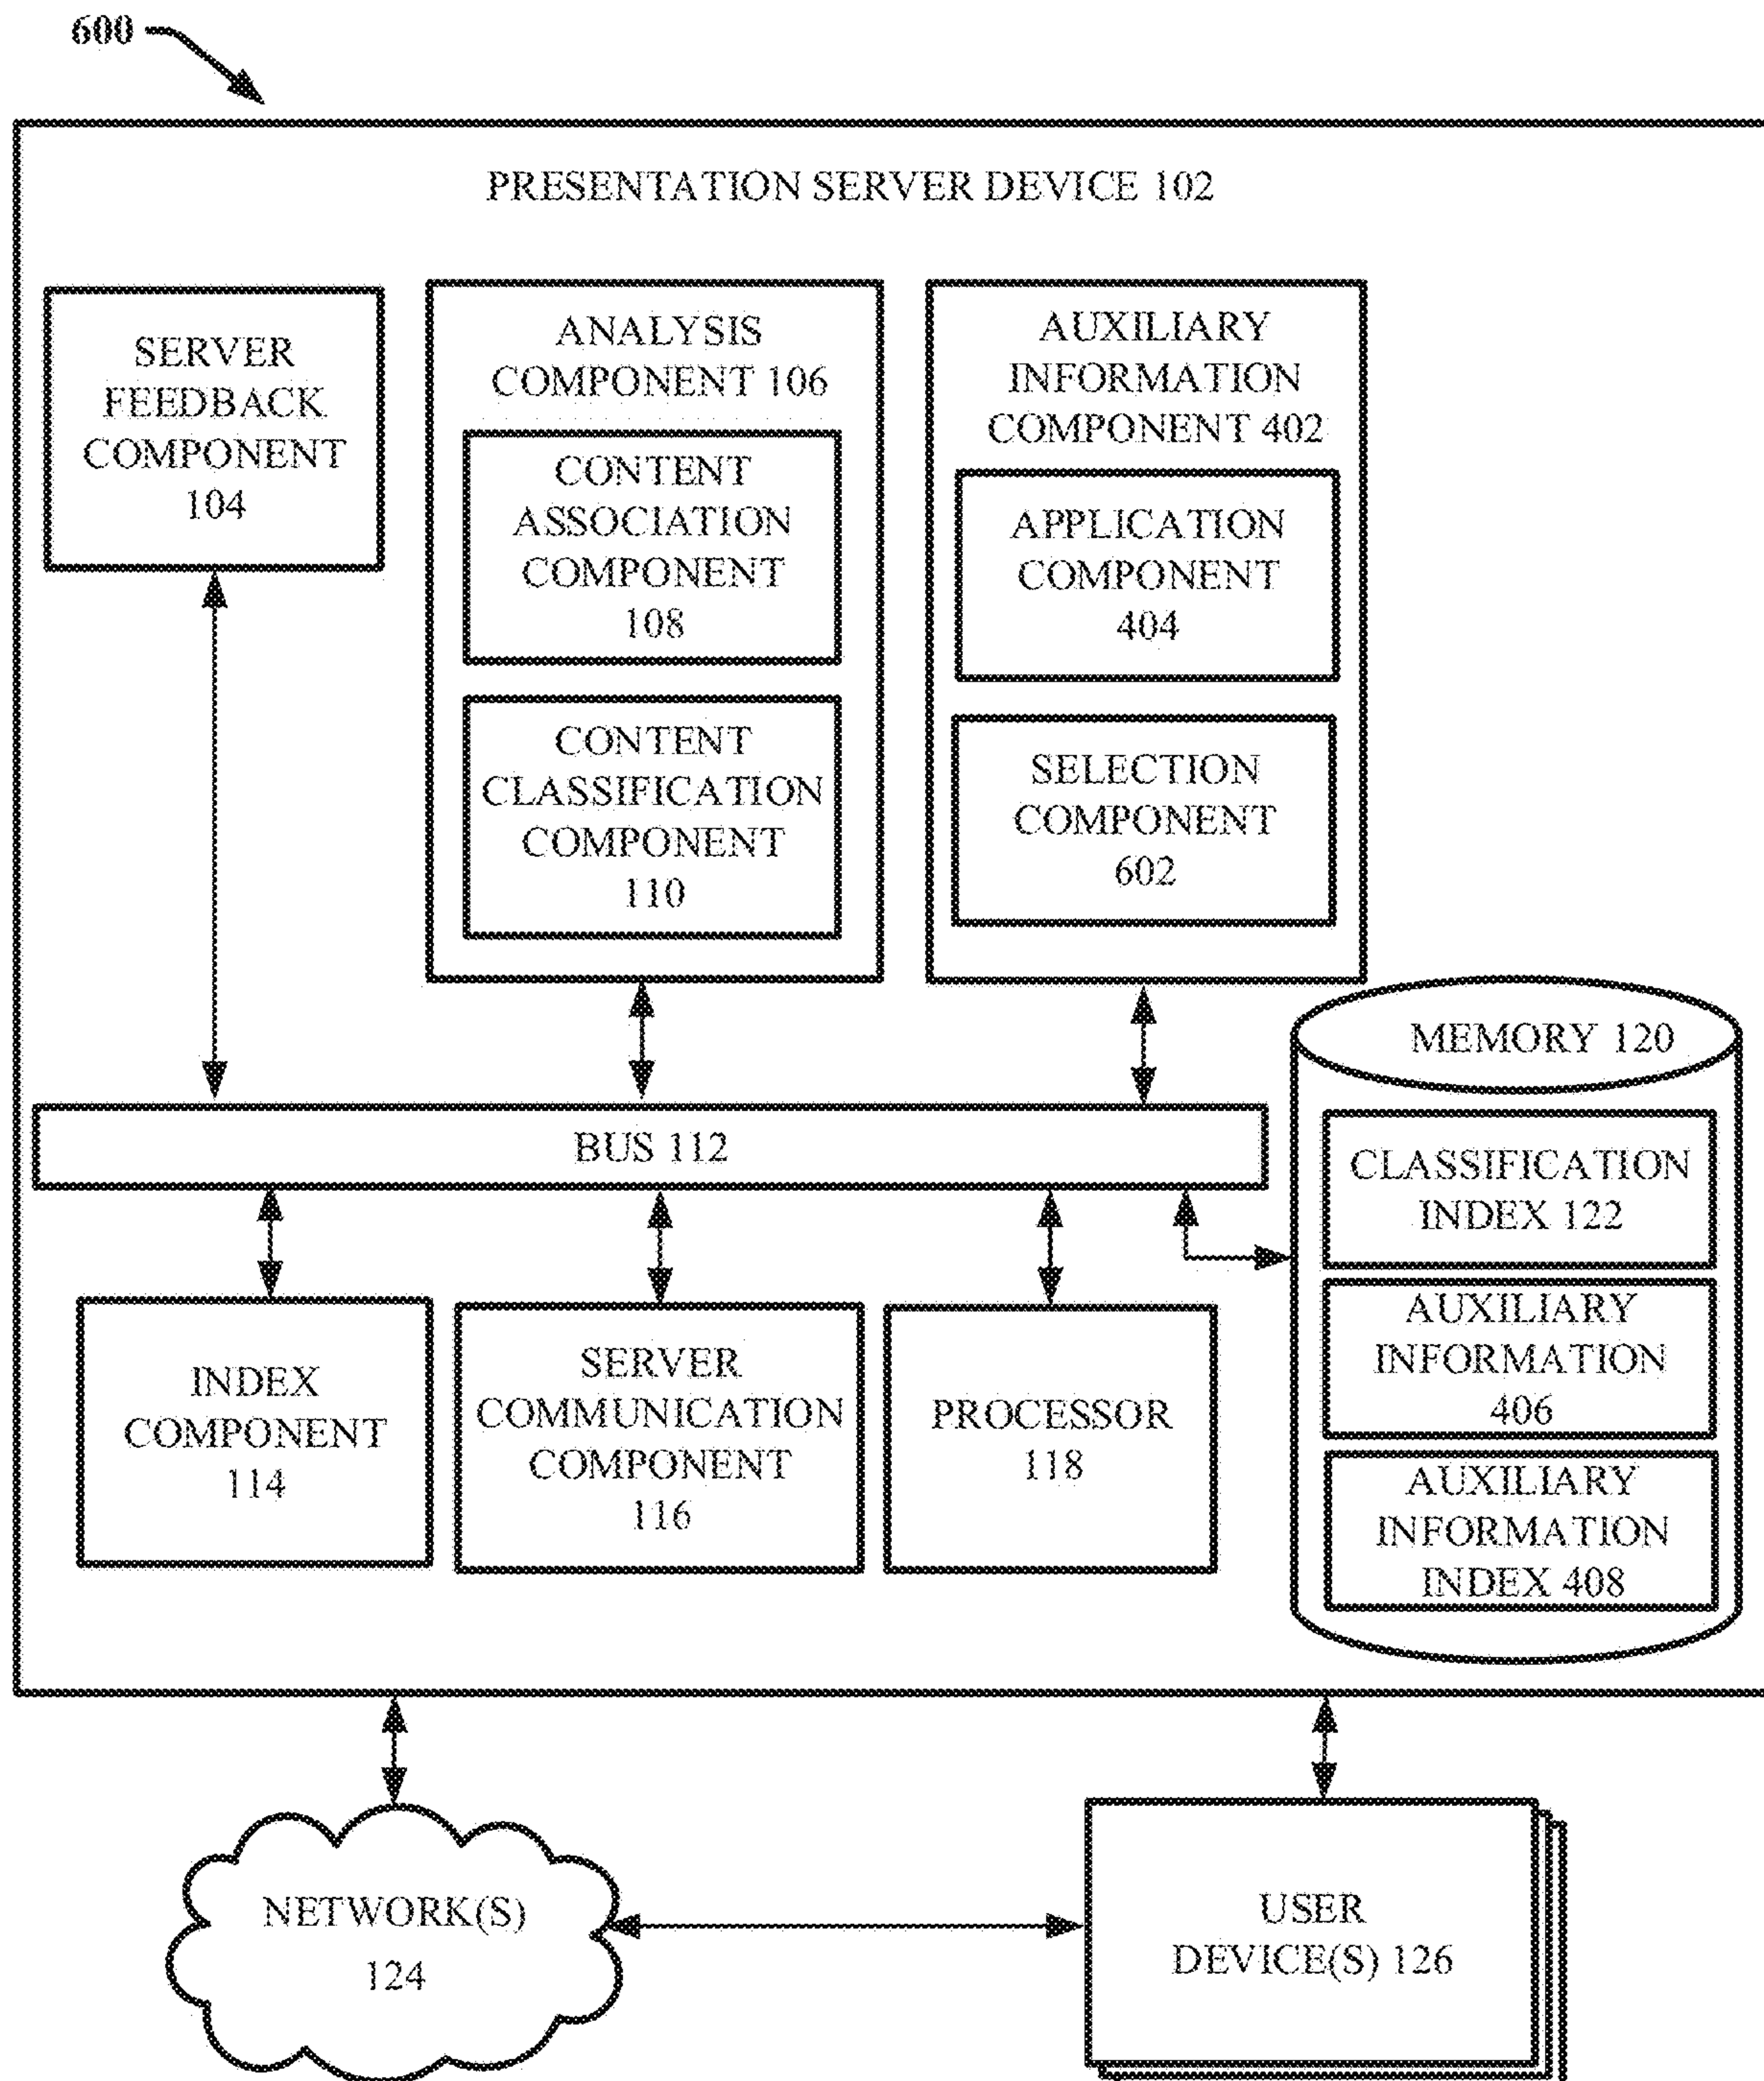 600
PRESENTATION SERVER DEVICE 102
SERVER
FEEDBACK
COMPONENT
104
ANALYSIS
COMPONENT 106
CONTENT
ASSOCIATION
COMPONENT
108
CONTENT
CLASSIFICATION
COMPONENT
110
AUXILIARY
INFORMATION
COMPONENT 402
APPLICATION
COMPONENT
404
SELECTION
COMPONENT
602
BUS 112
MEMORY 120
CLASSIFICATION
INDEX 122
AUXILIARY
INFORMATION
406
AUXILIARY
INFORMATION
INDEX 408
INDEX
COMPONENT
114
SERVER
COMMUNICATION
COMPONENT
116
PROCESSOR
118
NETWORK(S)
124
USER
DEVICE(S) 126